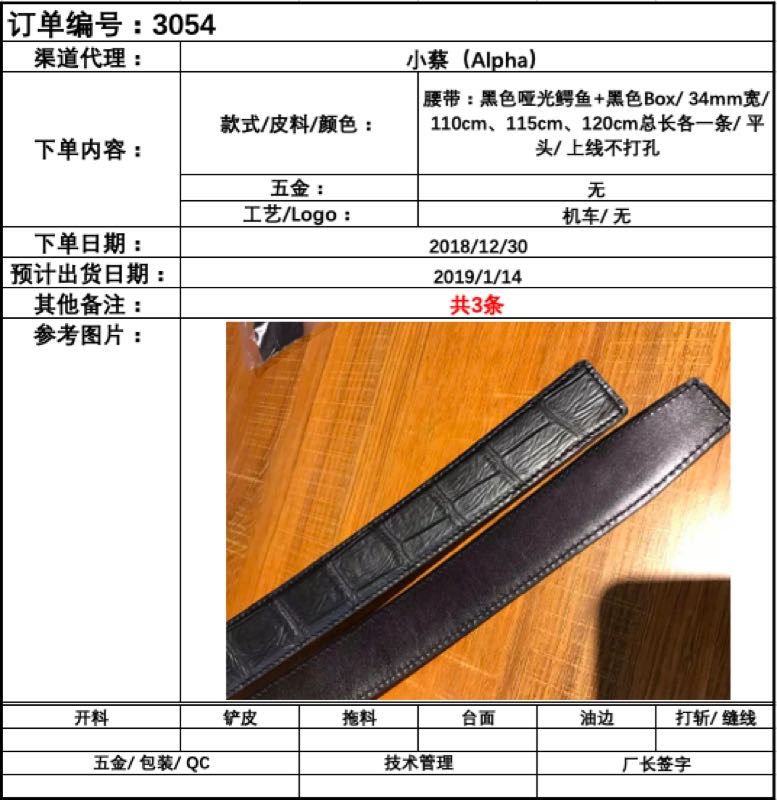 订单编号：3054
渠道代理：
小蔡（Alpha）
下单内容：
款式/皮料/颜色：
腰带：黑色哑光鳄鱼+黑色Box/ 34mm宽/
110cm、115cm、120cm总长各一条/ 平
头/ 上线不打孔
五金：
无
工艺/Logo：
机车/ 无
下单日期：
2018/12/30
预计出货日期：
2019/1/14
其他备注：
共3条
参考图片：
开料
铲皮
拖料
台面
油边
打斩/ 缝线
五金/ 包装/ QC
技术管理
厂长签字